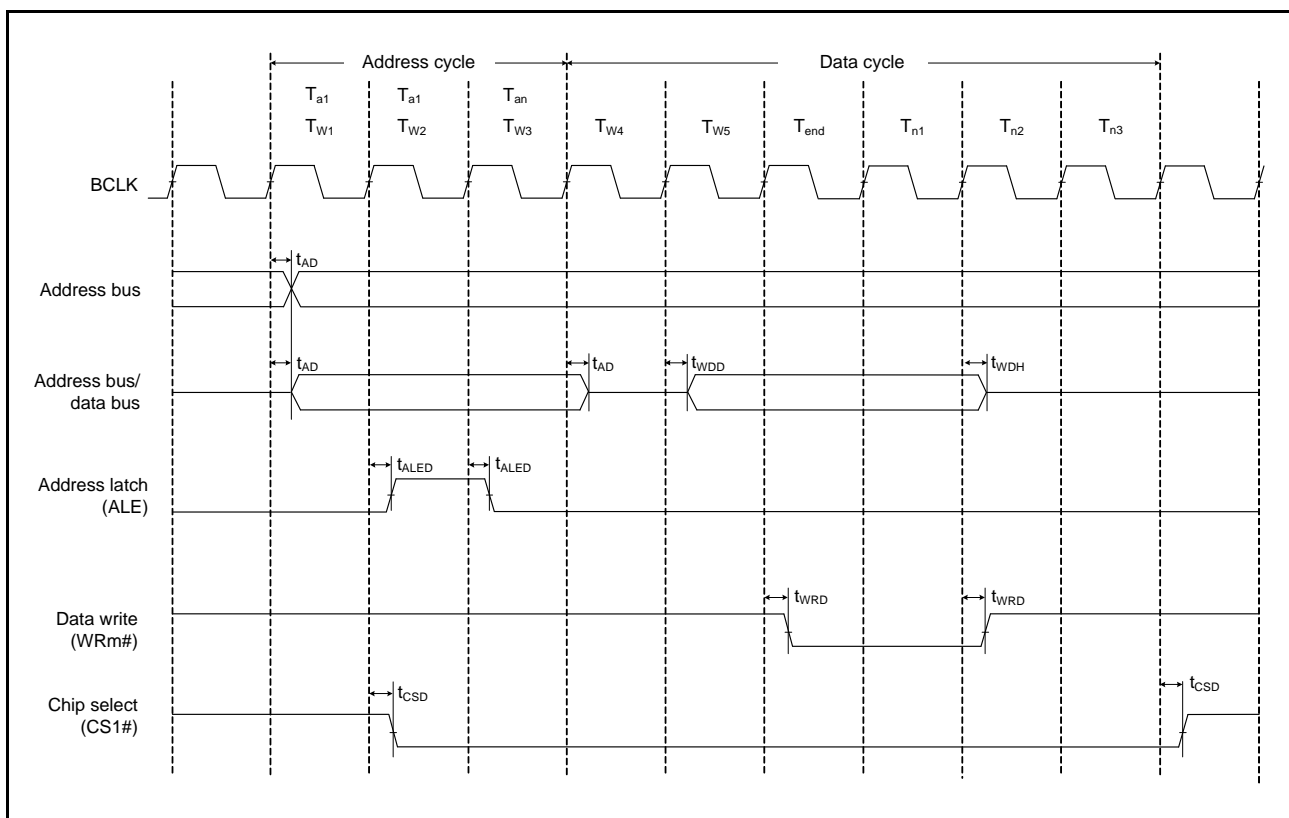 Address cycle Data cycle
Ta1 Ta1 Tan
TW1 TW2 TW3 TW4 TW5 Tend Tn1 Tn2 Tn3
BCLK
tAD
Address bus
tAD tAD tWDD tWDH
Address bus/
data bus
tALED tALED
Address latch
(ALE)
tWRD tWRD
Data write
(WRm#)
tCSD tCSD
Chip select
(CS1#)